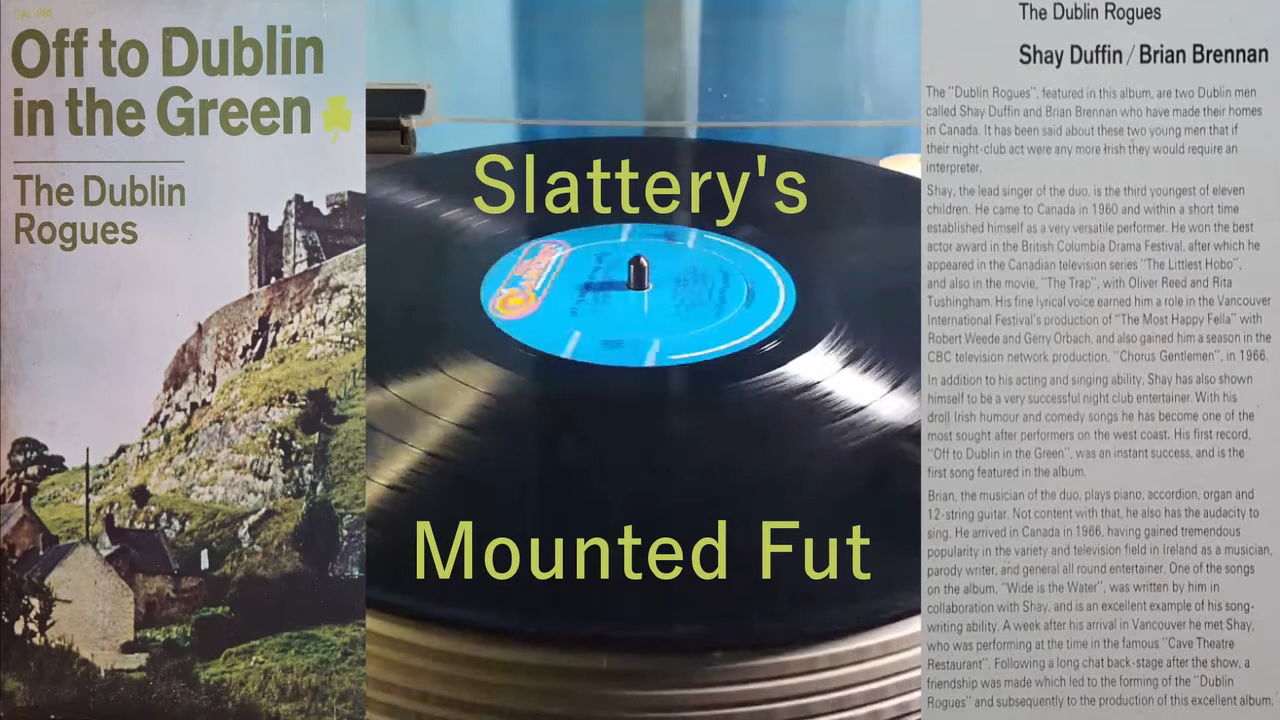 CAL-901
Off to Dublin
in the Green
The Dublin
Rogues
Slattery's
Mounted Fut
The Dublin Rogues
Shay Duffin / Brian Brennan
The "Dublin Rogues", featured in this album, are two Dublin men
called Shay Duffin and Brian Brennan who have made their homes
in Canada. It has been said about these two young men that if
their night-club act were any more Irish they would require an
interpreter.
Shay, the lead singer of the duo, is the third youngest of eleven
children. He came to Canada in 1960 and within a short time
established himself as a very versatile performer. He won the best
actor award in the British Columbia Drama Festival, after which he
appeared in the Canadian television series "The Littlest Hobo",
and also in the movie, "The Trap", with Oliver Reed and Rita
Tushingham. His fine lyrical voice earned him a role in the Vancouver
International Festival's production of "The Most Happy Fella" with
Robert Weede and Gerry Orbach, and also gained him a season in the
CBC television network production, "Chorus Gentlemen", in 1966.
In addition to his acting and singing ability, Shay has also shown
himself to be a very successful night club entertainer. With his
droll Irish humour and comedy songs he has become one of the
most sought after performers on the west coast. His first record,
"Off to Dublin in the Green", was an instant success, and is the
first song featured in the album.
Brian, the musician of the duo, plays piano, accordion, organ and
12-string guitar. Not content with that, he also has the audacity to
sing. He arrived in Canada in 1966, having gained tremendous
popularity in the variety and television field in Ireland as a musician,
parody writer, and general all round entertainer. One of the songs
on the album, "Wide is the Water", was written by him in
collaboration with Shay, and is an excellent example of his song-
writing ability. A week after his arrival in Vancouver he met Shay,
who was performing at the time in the famous "Cave Theatre
Restaurant". Following a long chat back-stage after the show, a
friendship was made which led to the forming of the "Dublin
Rogues" and subsequently to the production of this excellent album.